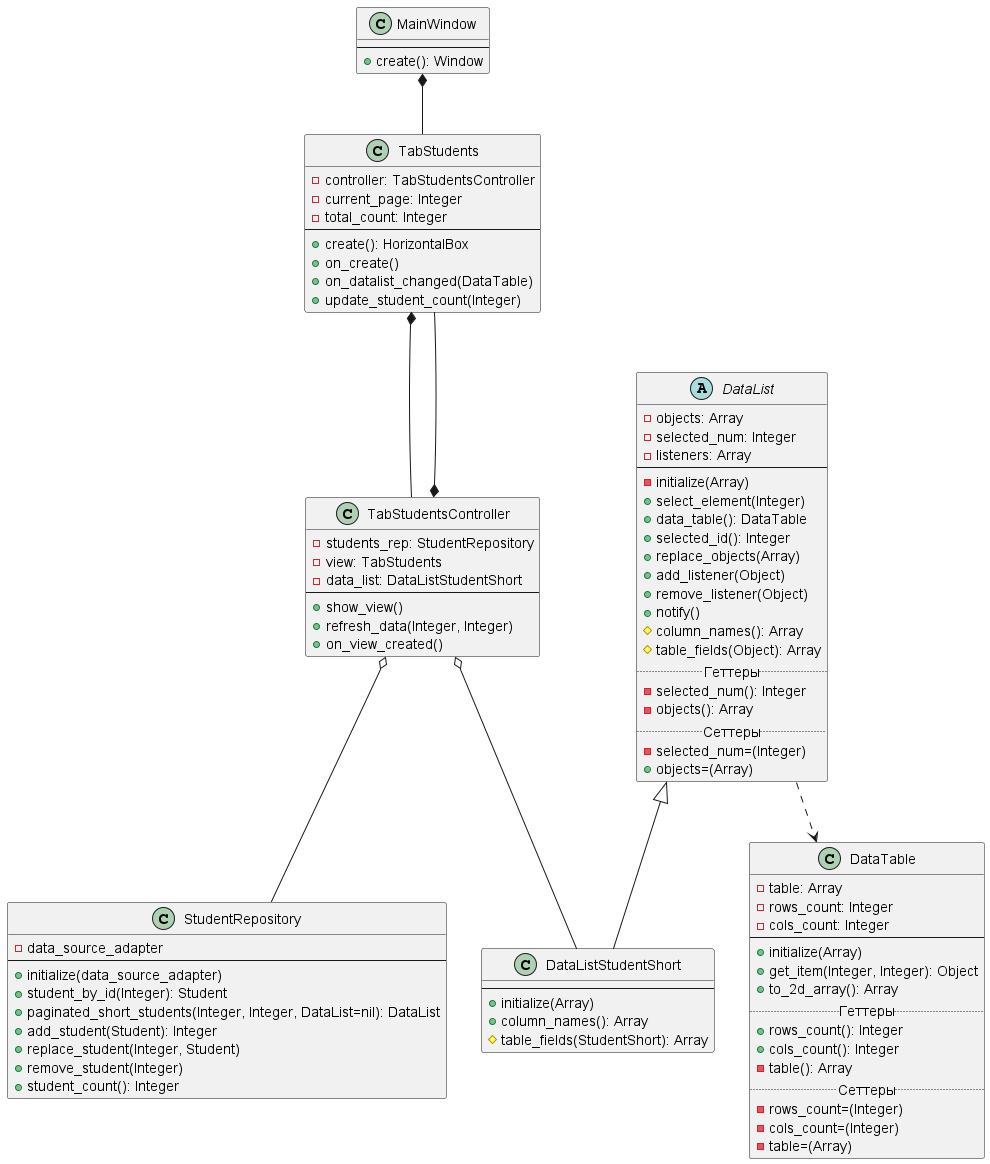 C MainWindow
create(): Window
C TabStudents
controller: TabStudentsController
current_page: Integer
total_count: Integer
create(): HorizontalBox
on_create()
on_datalist_changed(DataTable)
update_student_count(Integer)
A DataList
objects: Array
selected_num: Integer
listeners: Array
initialize(Array)
select_element(Integer)
data_table(): DataTable
selected_id(): Integer
replace_objects(Array)
add_listener(Object)
remove_listener(Object)
notify()
column_names(): Array
table_fields(Object): Array
Геттеры
selected_num(): Integer
objects(): Array
Сеттеры
selected_num=(Integer)
objects=(Array)
C TabStudentsController
students_rep: StudentRepository
view: TabStudents
data_list: DataListStudentShort
show_view()
refresh_data(Integer, Integer)
on_view_created()
C StudentRepository
data_source_adapter
initialize(data_source_adapter)
student_by_id(Integer): Student
paginated_short_students(Integer, Integer, DataList=nil): DataList
add_student(Student): Integer
replace_student(Integer, Student)
remove_student(Integer)
student_count(): Integer
C DataListStudentShort
initialize(Array)
column_names(): Array
table_fields(StudentShort): Array
C DataTable
table: Array
rows_count: Integer
cols_count: Integer
initialize(Array)
get_item(Integer, Integer): Object
to_2d_array(): Array
Геттеры
rows_count(): Integer
cols_count(): Integer
table(): Array
Сеттеры
rows_count=(Integer)
cols_count=(Integer)
table=(Array)